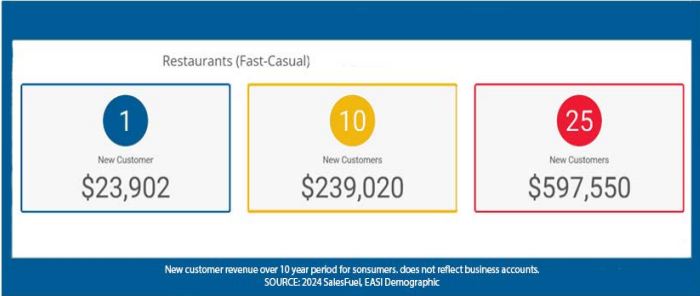 Restaurants (Fast-Casual)
1 10 25
New Customer New Customers New Customers
$23,902 $239,020 $597,550
New customer revenue over 10 year period for sonsumers. does not reflect business accounts.
SOURCE: 2024 SalesFuel, EASI Demographic